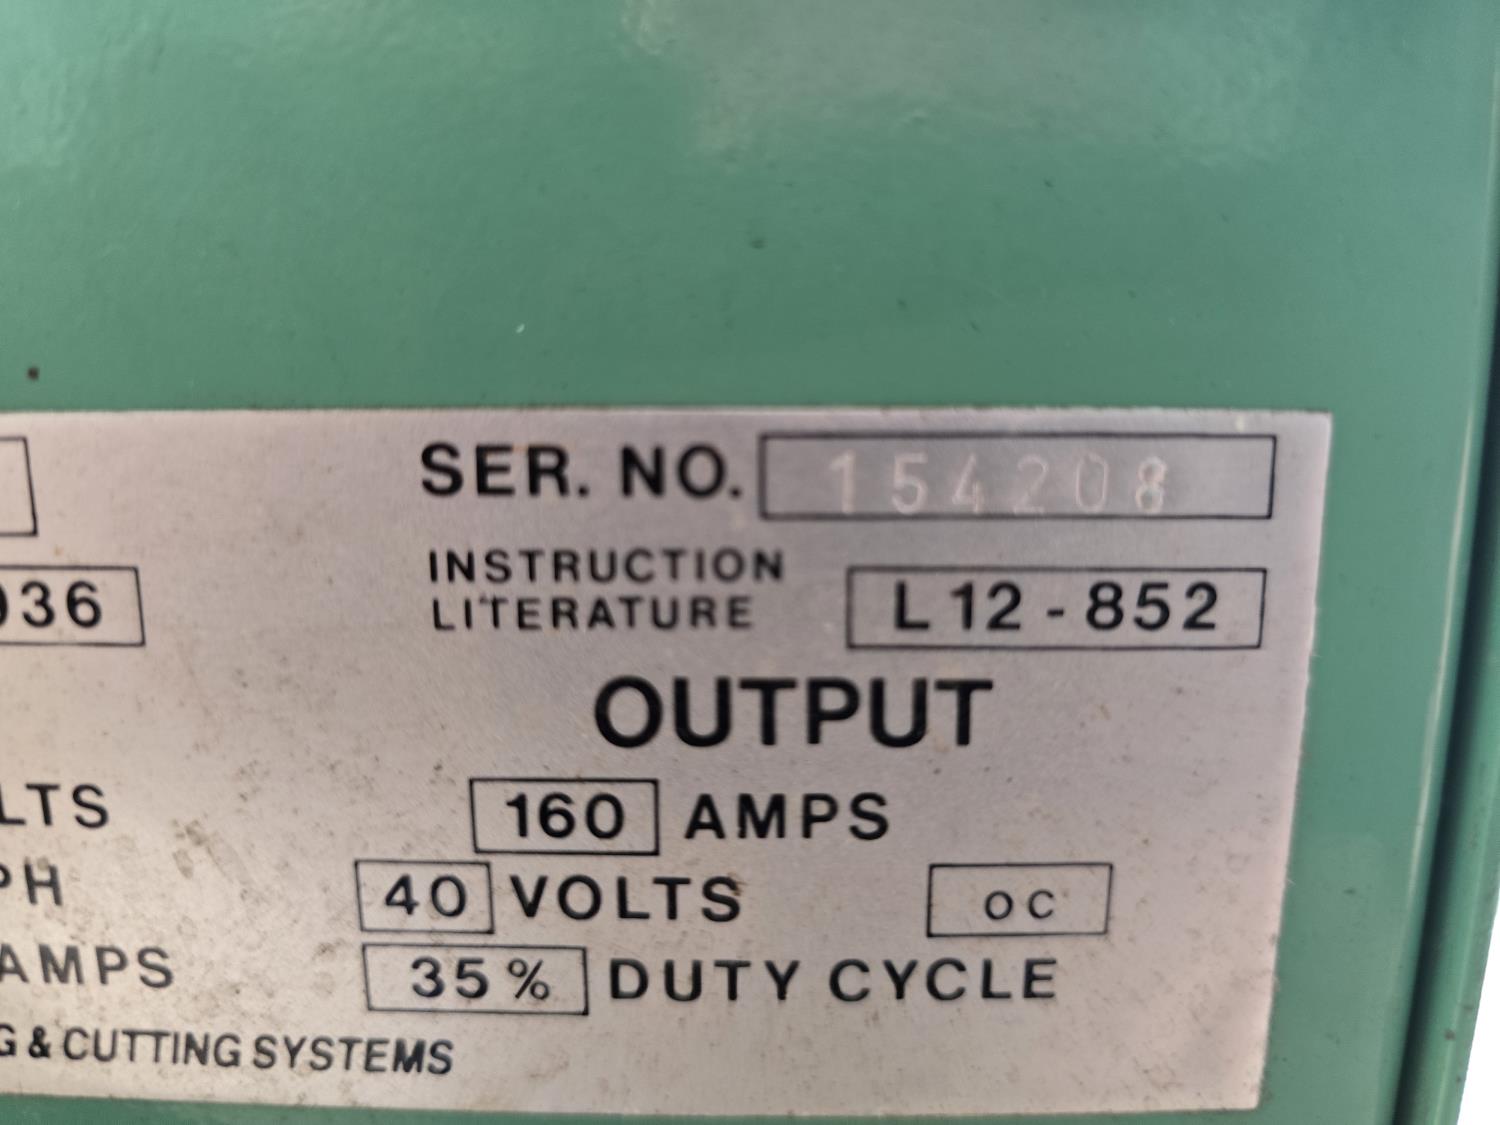 SER. NO. 154208
INSTRUCTION
LITERATURE L12-852
36
OUTPUT
LTS 160 AMPS
PH 40 VOLTS OC
AMPS 35% DUTY CYCLE
G & CUTTING SYSTEMS